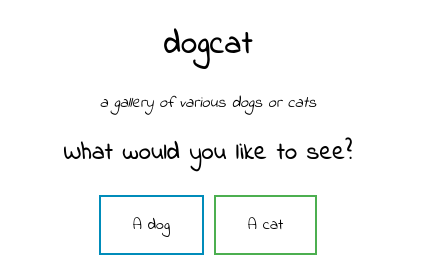 dogcat
a gallery of various dogs or cats
What would you like to see?
A dog
A cat